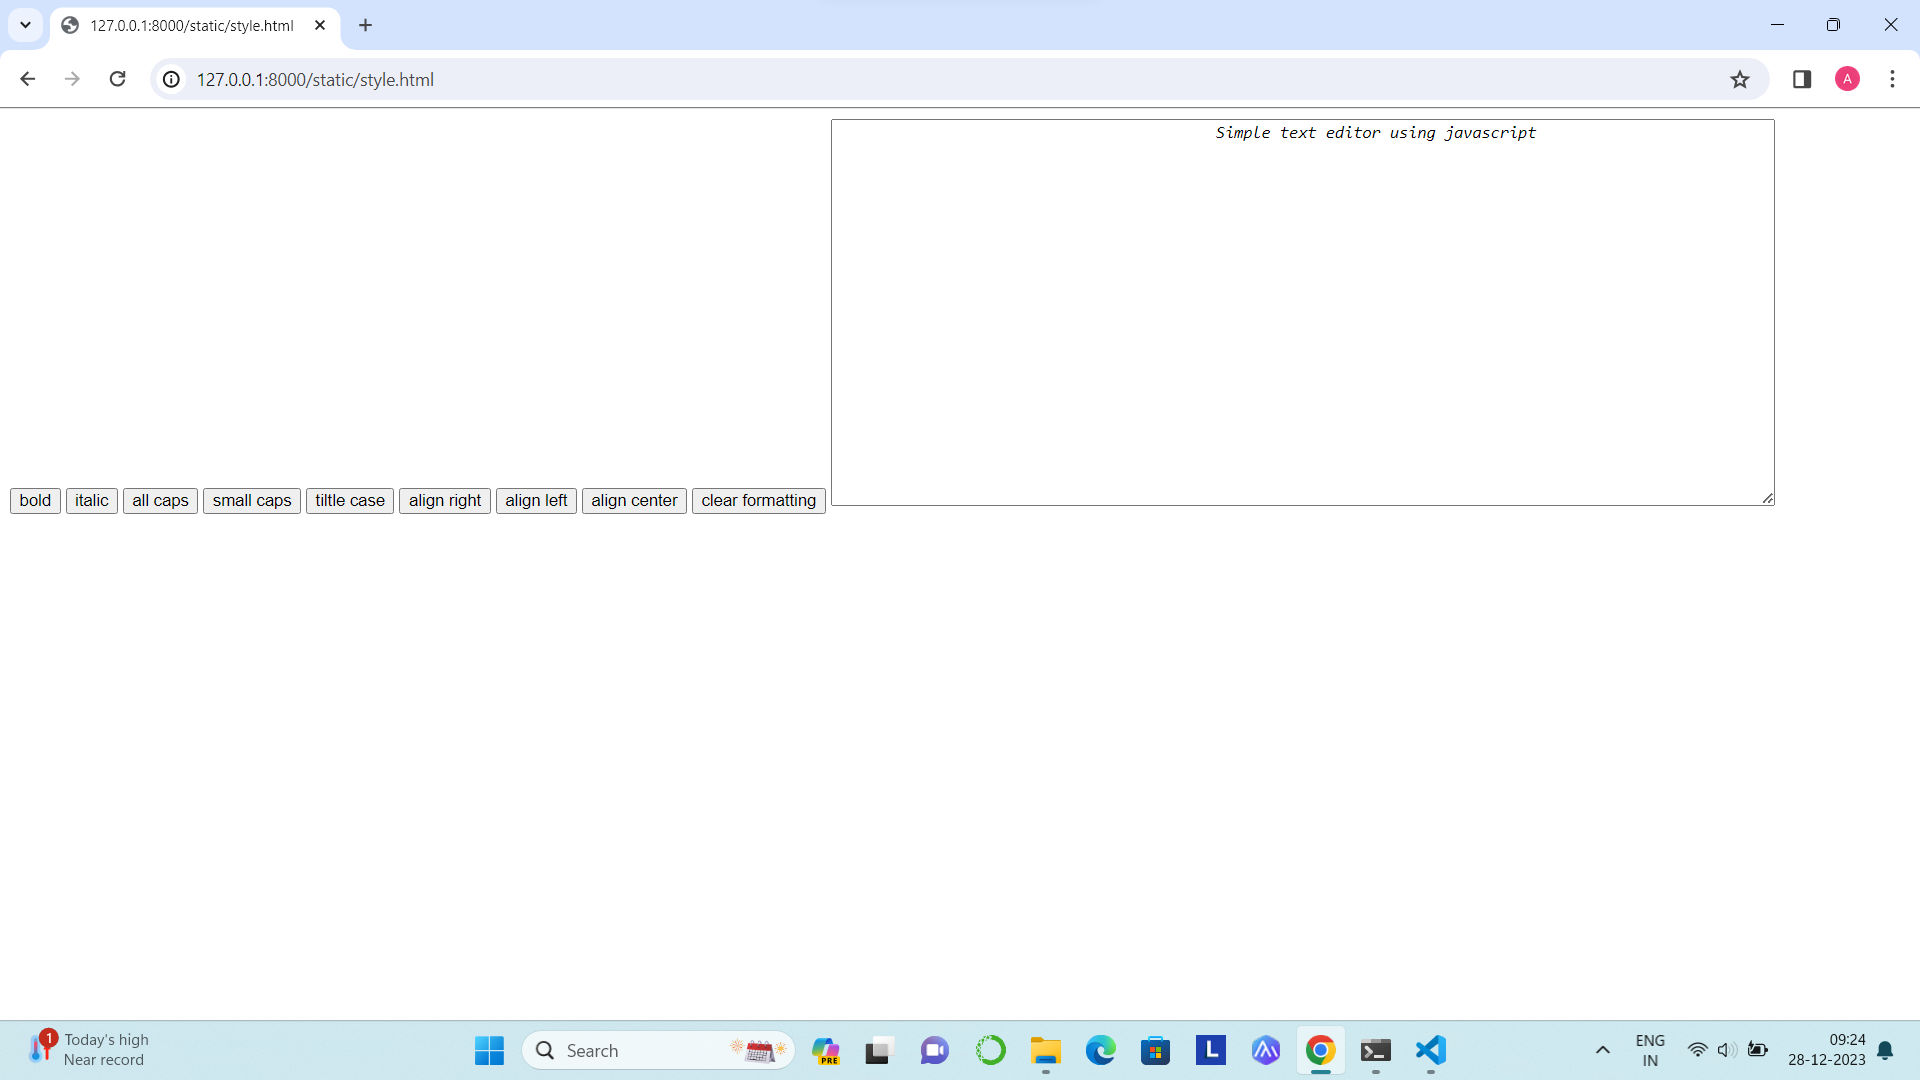 127.0.0.1:8000/static/style.html
127.0.0.1:8000/static/style.html
A
Simple text editor using javascript
bold italic all caps small caps tiltle case align right align left align center clear formatting
1
Today's high
Near record
Search
PRE
L
ENG
IN
09:24
28-12-2023